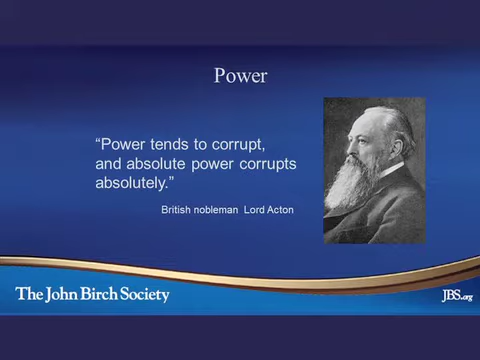 Power
“Power tends to corrupt,
and absolute power corrupts
absolutely.”
British nobleman Lord Acton
The John Birch Society
JBS.org